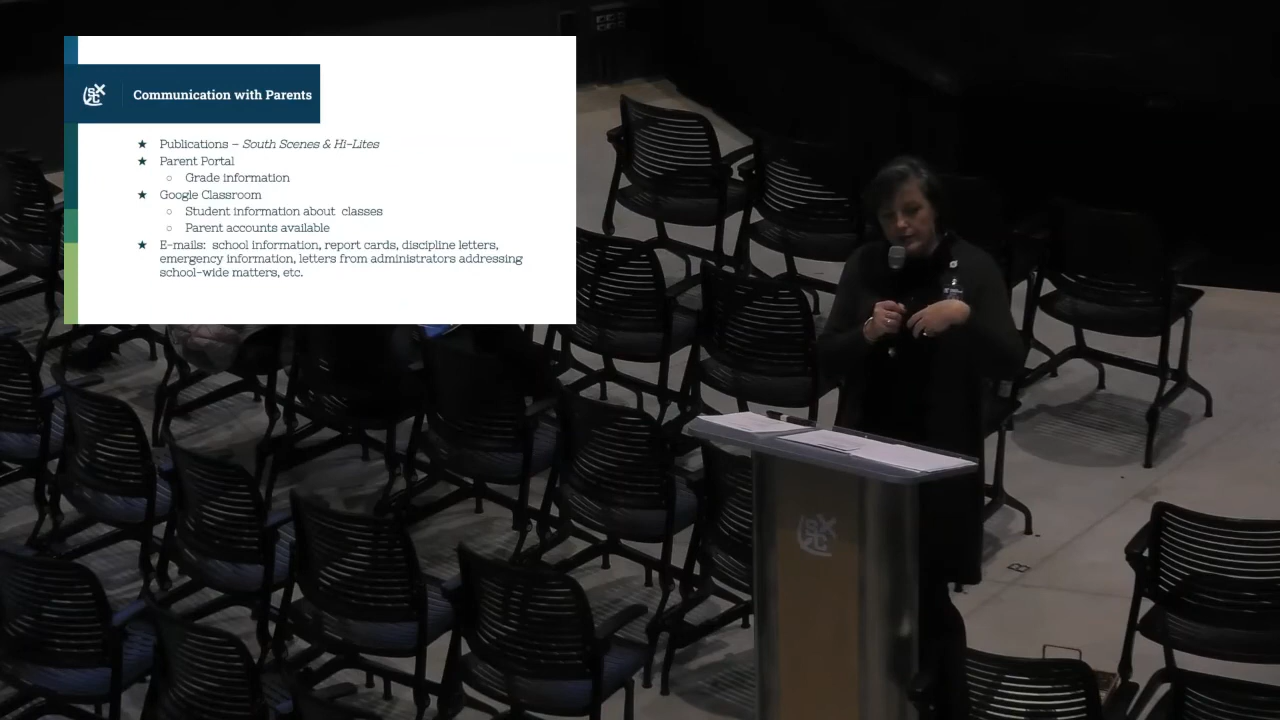 Communication with Parents
★ Publications – South Scenes & Hi-Lites
★ Parent Portal
○ Grade information
★ Google Classroom
○ Student information about classes
○ Parent accounts available
★ E-mails: school information, report cards, discipline letters,
emergency information, letters from administrators addressing
school-wide matters, etc.